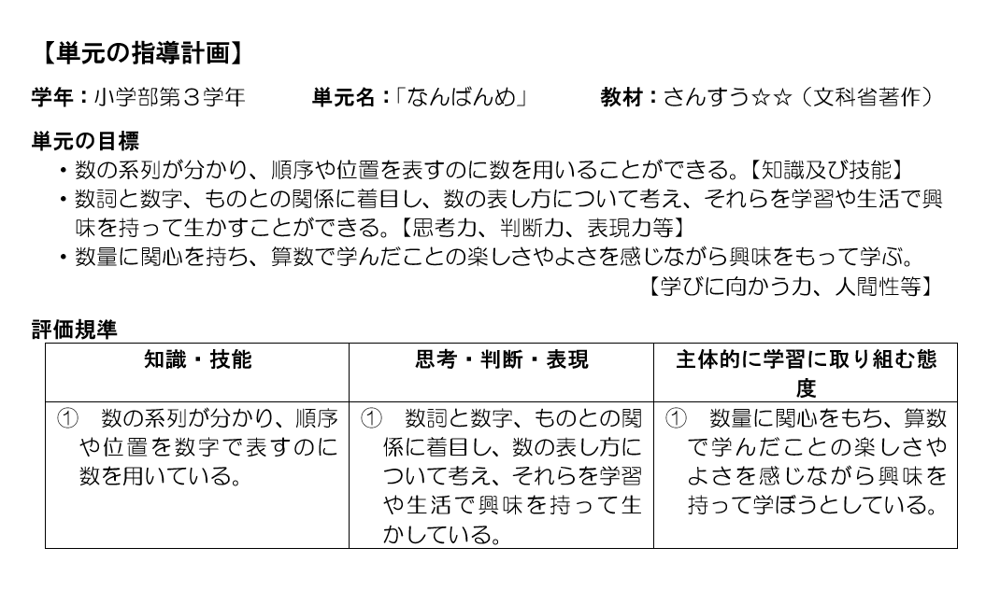 【単元の指導計画】
学年：小学部第３学年　単元名：「なんばんめ」　教材：さんすう☆☆（文科省著作）
単元の目標
・数の系列が分かり、順序や位置を表すのに数を用いることができる。【知識及び技能】
・数詞と数字、ものとの関係に着目し、数の表し方について考え、それらを学習や生活で興
味を持って生かすことができる。【思考力、判断力、表現力等】
・数量に関心を持ち、算数で学んだことの楽しさやよさを感じながら興味をもって学ぶ。
【学びに向かう力、人間性等】
評価規準
知識・技能
思考・判断・表現
主体的に学習に取り組む態
度
①　数の系列が分かり、順序
や位置を数字で表すのに
数を用いている。
①　数詞と数字、ものとの関
係に着目し、数の表し方に
ついて考え、それらを学習
や生活で興味を持って生
かしている。
①　数量に関心をもち、算数
で学んだことの楽しさや
よさを感じながら興味を
持って学ぼうとしている。